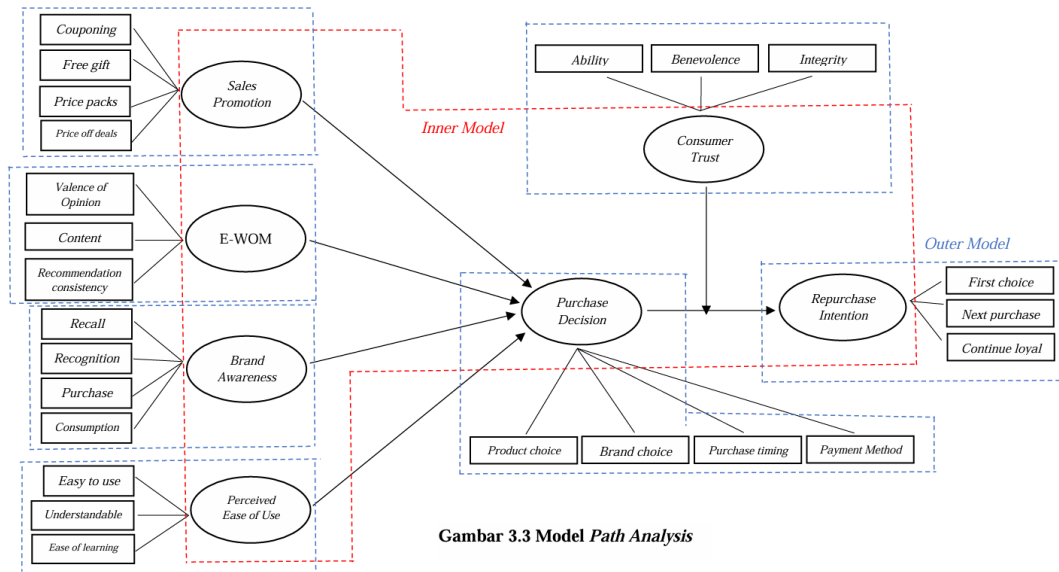 Couponing
Free gift
Price packs
Price off deals
Sales
Promotion
Ability
Benevolence
Integrity
Inner Model
Consumer
Trust
Valence of
Opinion
Content
Recommendation
consistency
E-WOM
Outer Model
Recall
Recognition
Purchase
Consumption
Brand
Awareness
Purchase
Decision
Repurchase
Intention
First choice
Next purchase
Continue loyal
Product choice
Brand choice
Purchase timing
Payment Method
Easy to use
Understandable
Ease of learning
Perceived
Ease of Use
Gambar 3.3 Model Path Analysis